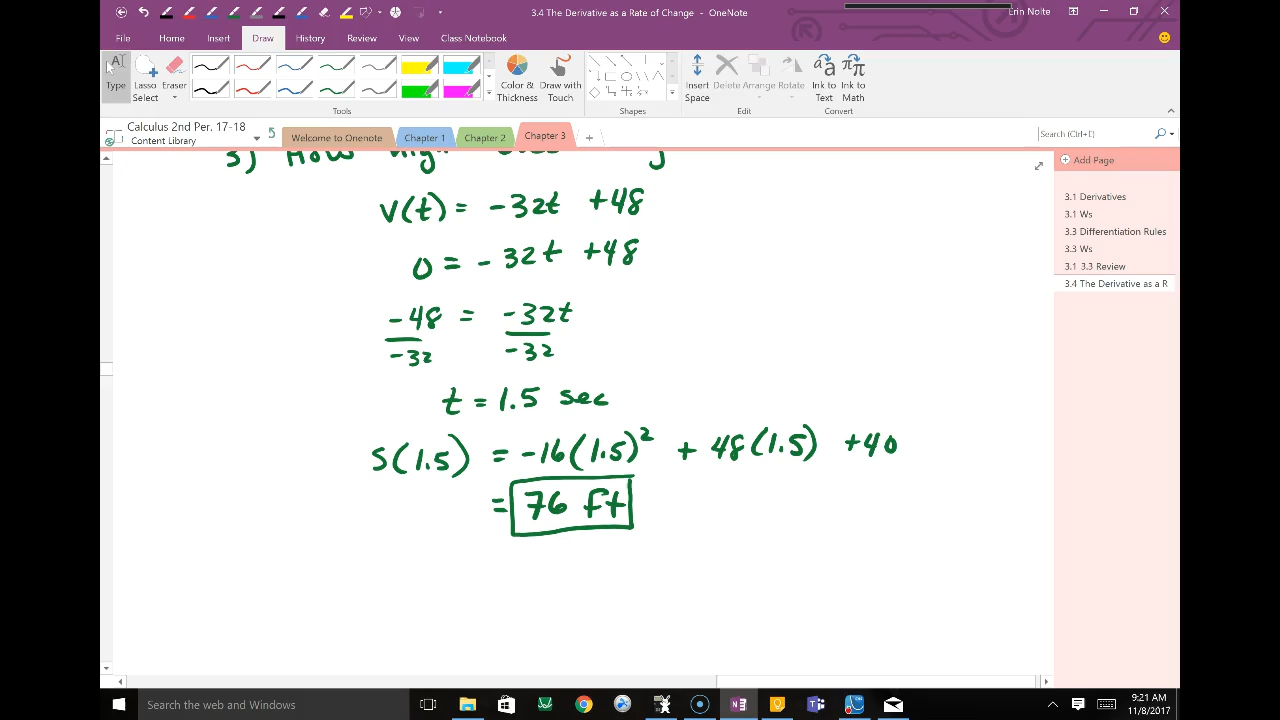 3.4 The Derivative as a Rate of Change - OneNote
Erin Nolte
File Home Insert Draw History Review View Class Notebook
Type
Lasso Select
Eraser
Color & Thickness
Draw with Touch
Insert Space
Delete
Arrange
Rotate
Ink to Text
Ink to Math
Tools
Shapes
Edit
Convert
Calculus 2nd Per. 17-18
Content Library
Welcome to Onenote
Chapter 1
Chapter 2
Chapter 3
Search (Ctrl+E)
Add Page
3.1 Derivatives
3.1 Ws
3.3 Differentiation Rules
3.3 Ws
3.1 3.3 Review
3.4 The Derivative as a R
3) How high
v(t) = -32t +48
0 = -32t +48
-48 = -32t
-32 -32
t = 1.5 sec
s(1.5) = -16(1.5)² + 48(1.5) +40
= 76 ft
Search the web and Windows
9:21 AM
11/8/2017